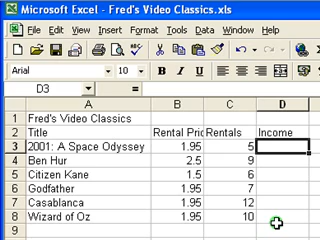 Microsoft Excel - Fred's Video Classics.xls
File Edit View Insert Format Tools Data Window Help
Arial 10 B
D3 =
A B C D
1 Fred's Video Classics
2 Title Rental Pric Rentals Income
3 2001: A Space Odyssey 1.95 5
4 Ben Hur 2.5 9
5 Citizen Kane 1.5 6
6 Godfather 1.95 7
7 Casablanca 1.95 12
8 Wizard of Oz 1.95 10